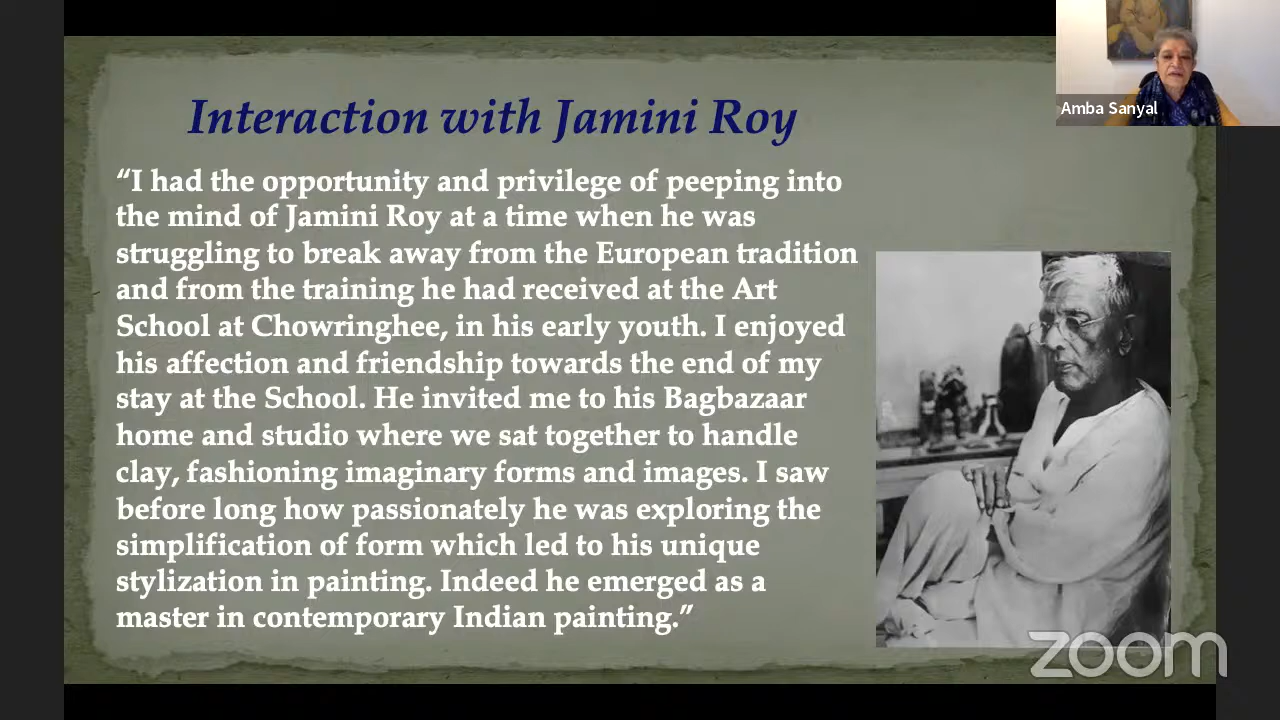 Amba Sanyal
Interaction with Jamini Roy
“I had the opportunity and privilege of peeping into
the mind of Jamini Roy at a time when he was
struggling to break away from the European tradition
and from the training he had received at the Art
School at Chowringhee, in his early youth. I enjoyed
his affection and friendship towards the end of my
stay at the School. He invited me to his Bagbazaar
home and studio where we sat together to handle
clay, fashioning imaginary forms and images. I saw
before long how passionately he was exploring the
simplification of form which led to his unique
stylization in painting. Indeed he emerged as a
master in contemporary Indian painting.”
zoom